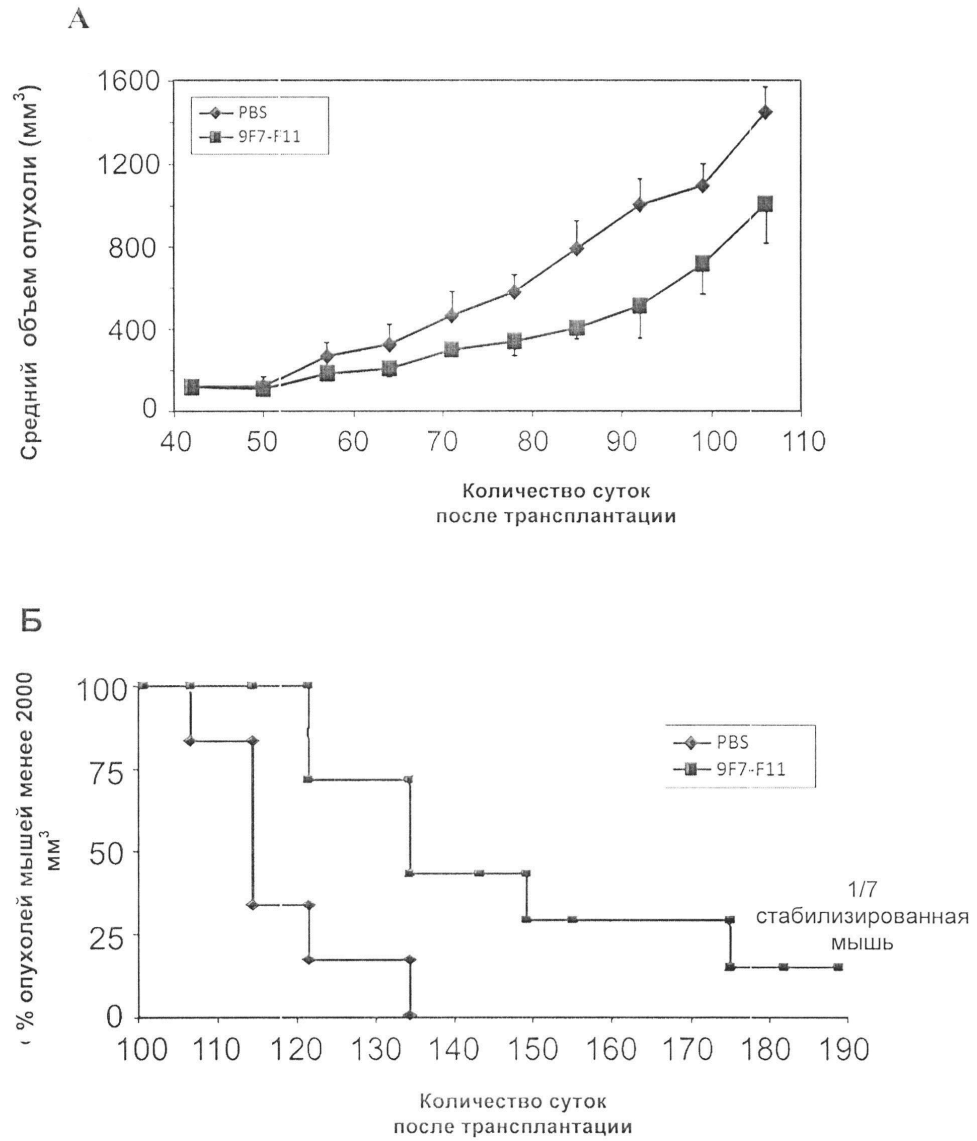 А
Средний объем опухоли (мм³)
1600
1200
800
400
0
PBS
9F7-F11
40 50 60 70 80 90 100 110
Количество суток
после трансплантации
Б
% опухолей мышей менее 2000
мм³
100
75
50
25
0
PBS
9F7-F11
1/7
стабилизированная
мышь
100 110 120 130 140 150 160 170 180 190
Количество суток
после трансплантации